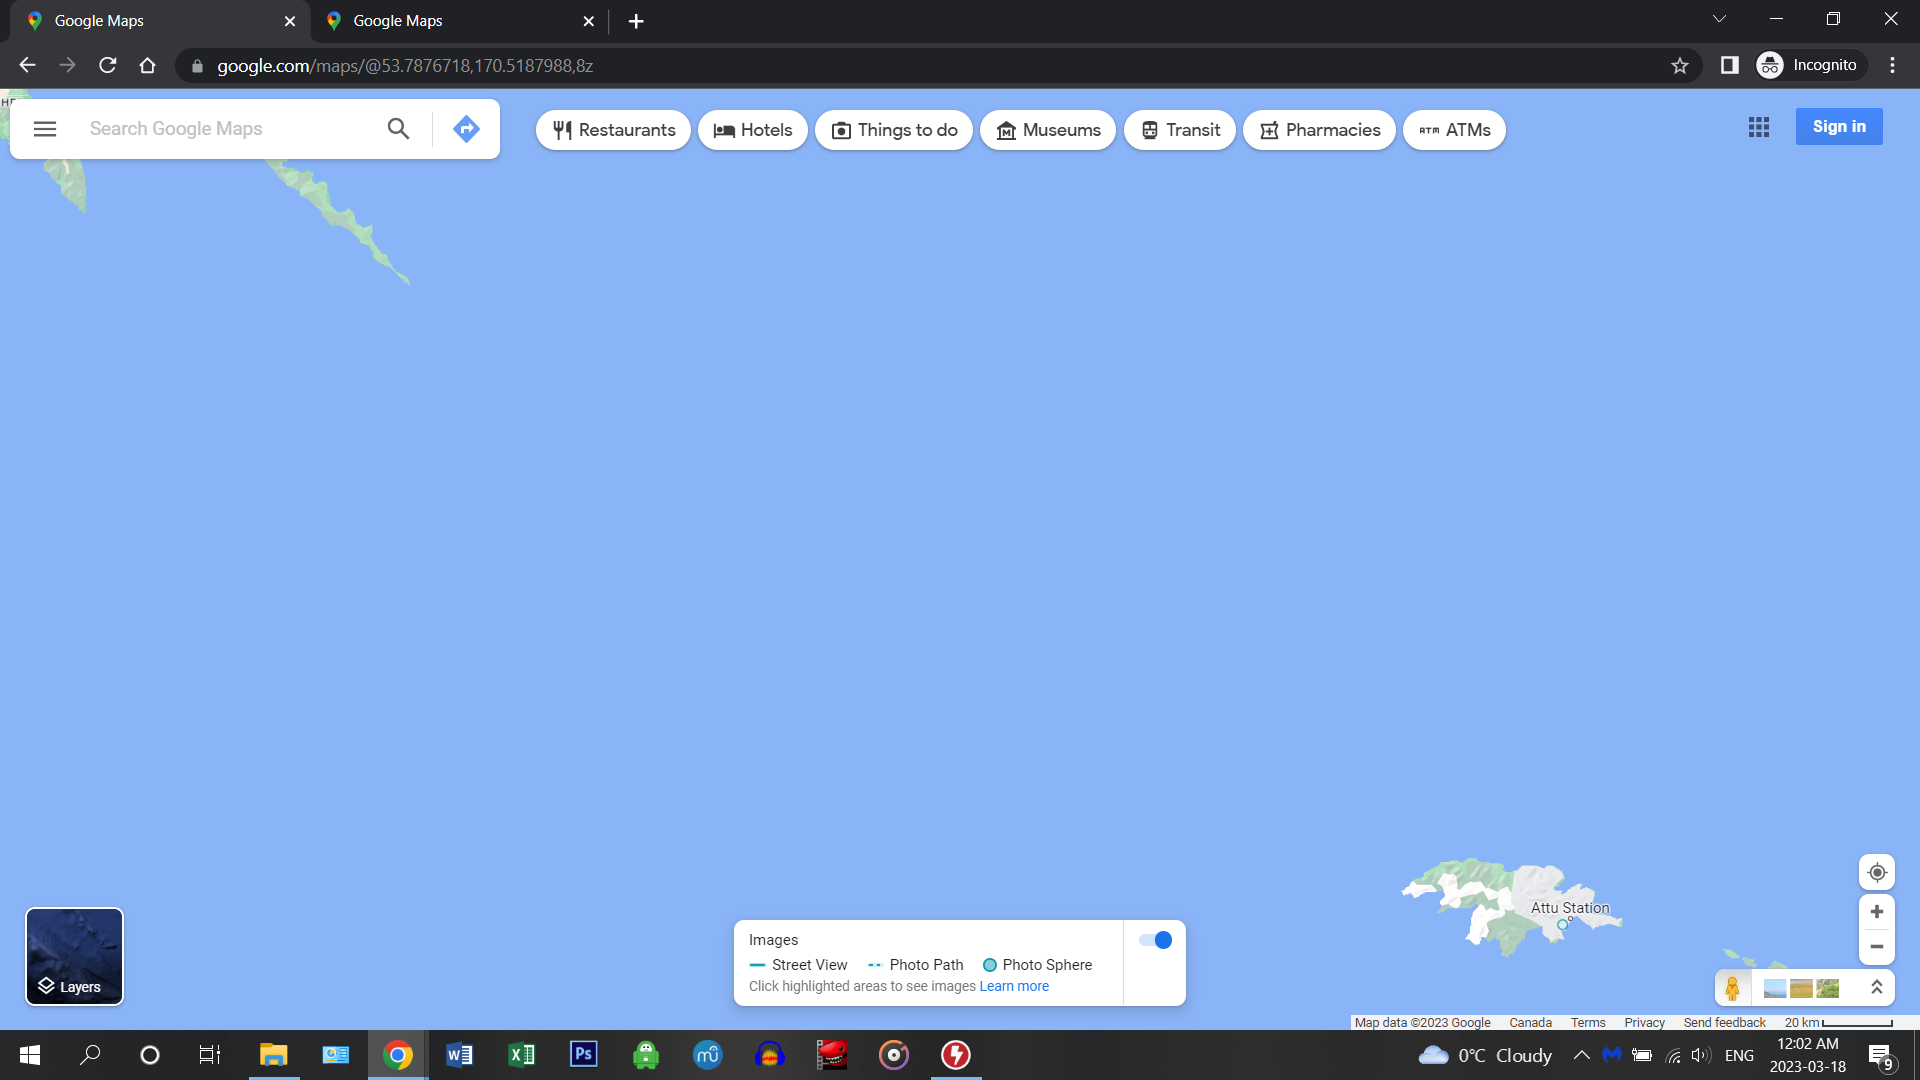 Google Maps
Google Maps
google.com/maps/@53.7876718,170.5187988,8z
Incognito
Search Google Maps
Restaurants
Hotels
Things to do
Museums
Transit
Pharmacies
ATM ATMs
Sign in
Attu Station
Layers
Images
Street View Photo Path Photo Sphere
Click highlighted areas to see images Learn more
Map data ©2023 Google Canada Terms Privacy Send feedback 20 km
W
X
Ps
mu
0°C Cloudy
ENG
12:02 AM
2023-03-18
9